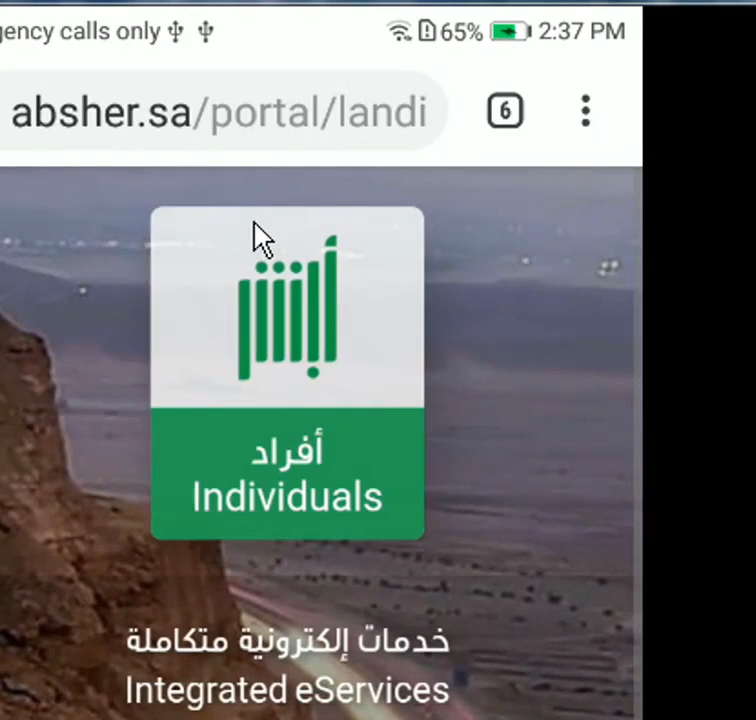 gency calls only 65% 2:37 PM
absher.sa/portal/landi 6
أبشر
أفراد
Individuals
خدمات إلكترونية متكاملة
Integrated eServices